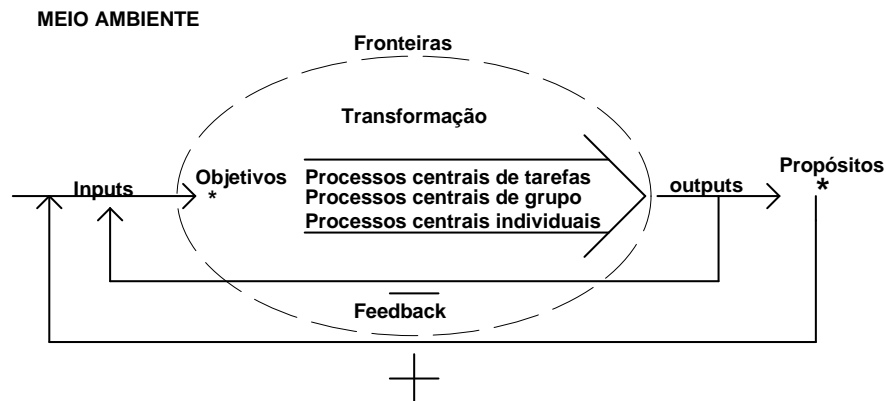 MEIO AMBIENTE
Fronteiras
Transformação
Inputs
Objetivos
*
Processos centrais de tarefas
Processos centrais de grupo
Processos centrais individuais
outputs
Propósitos
*
Feedback